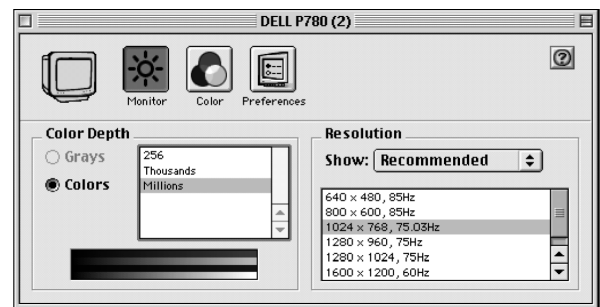 DELL P780 (2)
Monitor
Color
Preferences
Color Depth
Grays
Colors
256
Thousands
Millions
Resolution
Show: Recommended
640 × 480, 85Hz
800 × 600, 85Hz
1024 × 768, 75.03Hz
1280 × 960, 75Hz
1280 × 1024, 75Hz
1600 × 1200, 60Hz
?